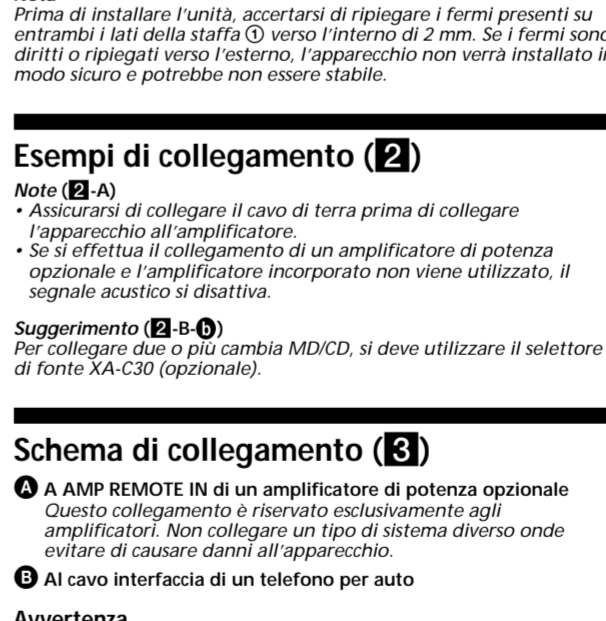 Nota
Prima di installare l'unità, accertarsi di ripiegare i fermi presenti su
entrambi i lati della staffa ① verso l'interno di 2 mm. Se i fermi sono
diritti o ripiegati verso l'esterno, l'apparecchio non verrà installato in
modo sicuro e potrebbe non essere stabile.
Esempi di collegamento (2)
Note (2-A)
• Assicurarsi di collegare il cavo di terra prima di collegare
l'apparecchio all'amplificatore.
• Se si effettua il collegamento di un amplificatore di potenza
opzionale e l'amplificatore incorporato non viene utilizzato, il
segnale acustico si disattiva.
Suggerimento (2-B-ⓑ)
Per collegare due o più cambia MD/CD, si deve utilizzare il selettore
di fonte XA-C30 (opzionale).
Schema di collegamento (3)
Ⓐ A AMP REMOTE IN di un amplificatore di potenza opzionale
Questo collegamento è riservato esclusivamente agli
amplificatori. Non collegare un tipo di sistema diverso onde
evitare di causare danni all'apparecchio.
Ⓑ Al cavo interfaccia di un telefono per auto
Avvertenza